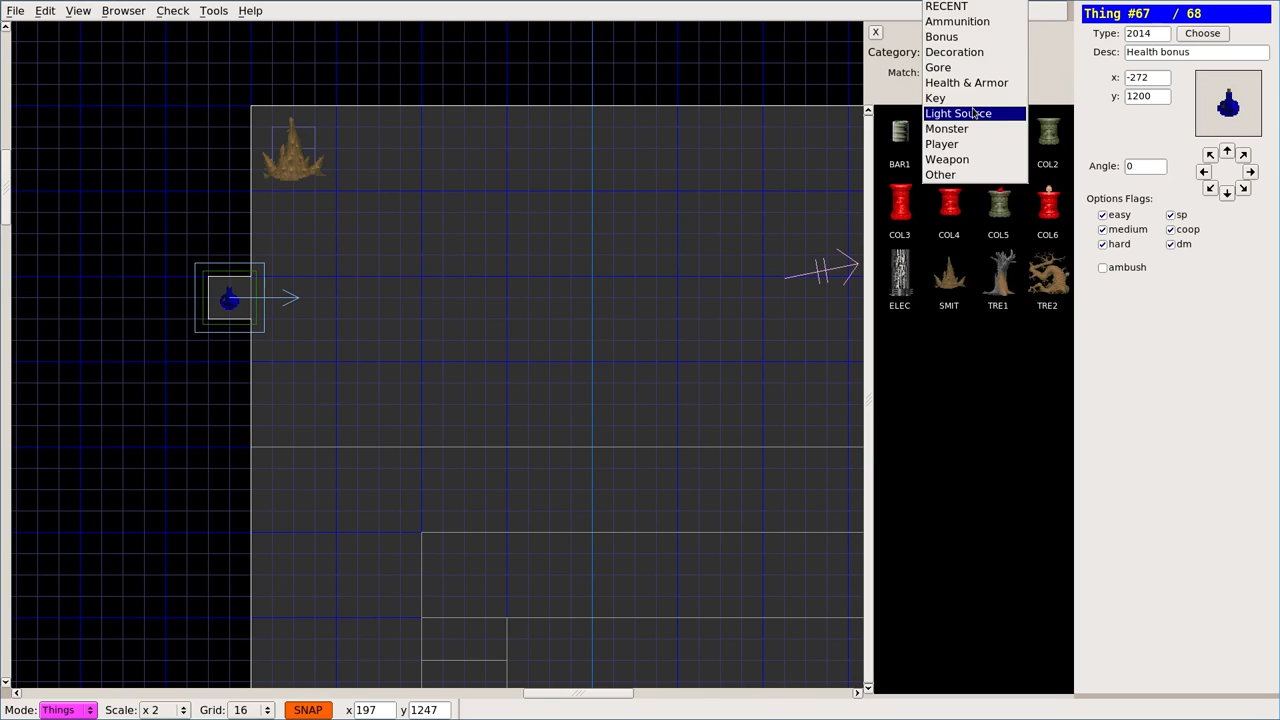 File Edit View Browser Check Tools Help
RECENT
Ammunition
Bonus
Decoration
Gore
Health & Armor
Key
Light Source
Monster
Player
Weapon
Other
X
Category:
Match:
BAR1 COL2
COL3 COL4 COL5 COL6
ELEC SMIT TRE1 TRE2
Thing #67 / 68
Type: 2014 Choose
Desc: Health bonus
x: -272
y: 1200
Angle: 0
Options Flags:
easy sp
medium coop
hard dm
ambush
Mode: Things Scale: x 2 Grid: 16 SNAP x 197 y 1247